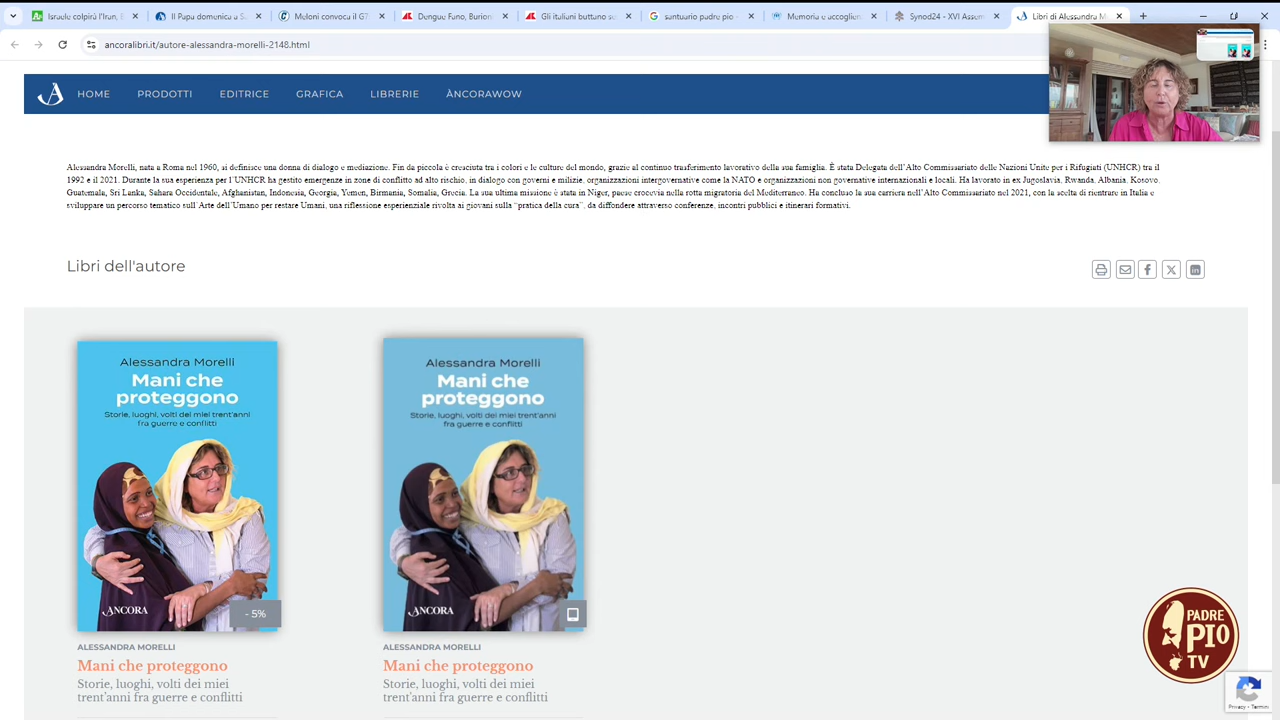 Israele colpirà l'Iran, I
Il Papa domenica a S.
Meloni convoca il G7
Dengue Fano, Burion
Gli italiani buttano se
santuario padre pio -
Memoria e accoglien
Synod24 - XVI Assem
Libri di Alessandra M
ancoralibri.it/autore-alessandra-morelli-2148.html
HOME PRODOTTI EDITRICE GRAFICA LIBRERIE ÀNCORAWOW
Alessandra Morelli, nata a Roma nel 1960, si definisce una donna di dialogo e mediazione. Fin da piccola è cresciuta tra i colori e le culture del mondo, grazie al continuo trasferimento lavorativo della sua famiglia. È stata Delegata dell'Alto Commissariato delle Nazioni Unite per i Rifugiati (UNHCR) tra il
1992 e il 2021. Durante la sua esperienza per l'UNHCR ha gestito emergenze in zone di conflitto ad alto rischio, in dialogo con governi e milizie, organizzazioni intergovernative come la NATO e organizzazioni non governative internazionali e locali. Ha lavorato in ex Jugoslavia, Rwanda, Albania, Kosovo,
Guatemala, Sri Lanka, Sahara Occidentale, Afghanistan, Indonesia, Georgia, Yemen, Birmania, Somalia, Grecia. La sua ultima missione è stata in Niger, paese crocevia nella rotta migratoria del Mediterraneo. Ha concluso la sua carriera nell'Alto Commissariato nel 2021, con la scelta di rientrare in Italia e
sviluppare un percorso tematico sull'Arte dell'Umano per restare Umani, una riflessione esperienziale rivolta ai giovani sulla "pratica della cura", da diffondere attraverso conferenze, incontri pubblici e itinerari formativi.
Libri dell'autore
Alessandra Morelli
Mani che
proteggono
Storie, luoghi, volti dei miei trent'anni
fra guerre e conflitti
ÀNCORA
- 5%
ALESSANDRA MORELLI
Mani che proteggono
Storie, luoghi, volti dei miei
trent'anni fra guerre e conflitti
Alessandra Morelli
Mani che
proteggono
Storie, luoghi, volti dei miei trent'anni
fra guerre e conflitti
ÀNCORA
ALESSANDRA MORELLI
Mani che proteggono
Storie, luoghi, volti dei miei
trent'anni fra guerre e conflitti
PADRE
PIO
TV
Privacy - Termini